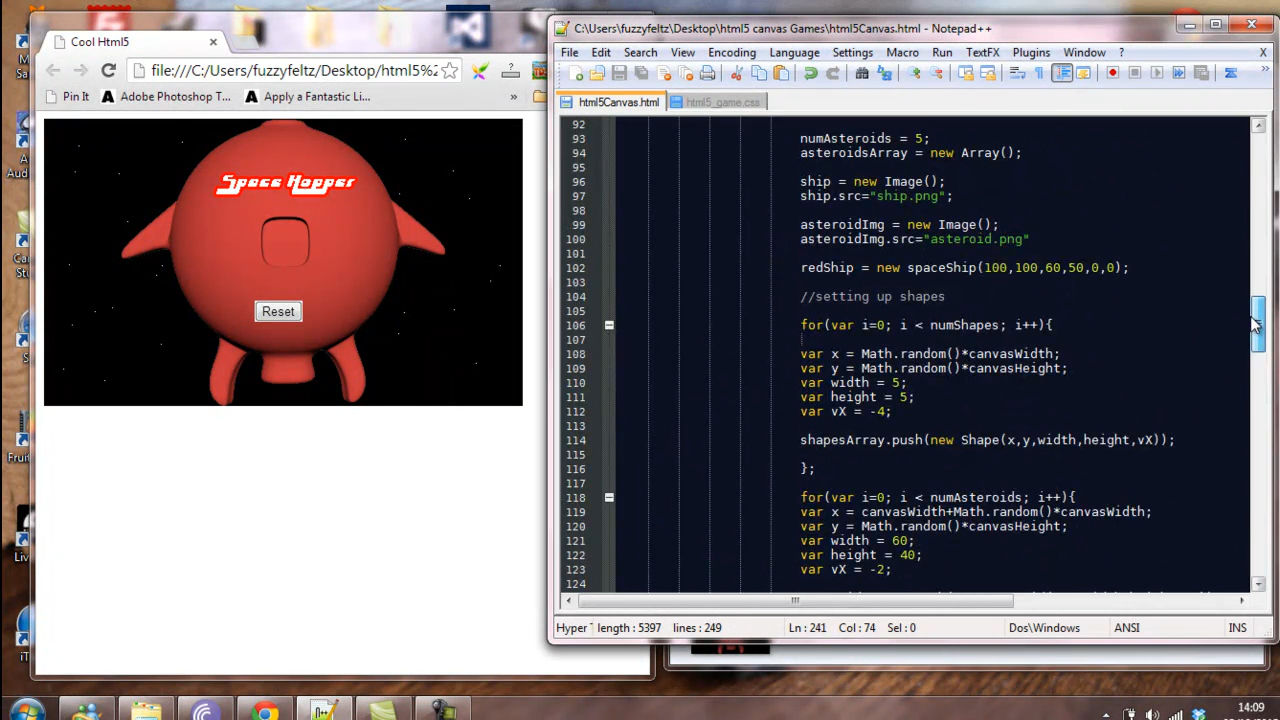 Cool Html5
file:///C:/Users/fuzzyfeltz/Desktop/html5%2
Pin It
Adobe Photoshop T...
Apply a Fantastic Li...
»
Space Hopper
Reset
C:\Users\fuzzyfeltz\Desktop\html5 canvas Games\html5Canvas.html - Notepad++
File Edit Search View Encoding Language Settings Macro Run TextFX Plugins Window ? X
html5Canvas.html
html5_game.css
92
93 numAsteroids = 5;
94 asteroidsArray = new Array();
95
96 ship = new Image();
97 ship.src="ship.png";
98
99 asteroidImg = new Image();
100 asteroidImg.src="asteroid.png"
101
102 redShip = new spaceShip(100,100,60,50,0,0);
103
104 //setting up shapes
105
106 for(var i=0; i < numShapes; i++){
107
108 var x = Math.random()*canvasWidth;
109 var y = Math.random()*canvasHeight;
110 var width = 5;
111 var height = 5;
112 var vX = -4;
113
114 shapesArray.push(new Shape(x,y,width,height,vX));
115
116 };
117
118 for(var i=0; i < numAsteroids; i++){
119 var x = canvasWidth+Math.random()*canvasWidth;
120 var y = Math.random()*canvasHeight;
121 var width = 60;
122 var height = 40;
123 var vX = -2;
124
Hyper length : 5397 lines : 249 Ln : 241 Col : 74 Sel : 0 Dos\Windows ANSI INS
14:09